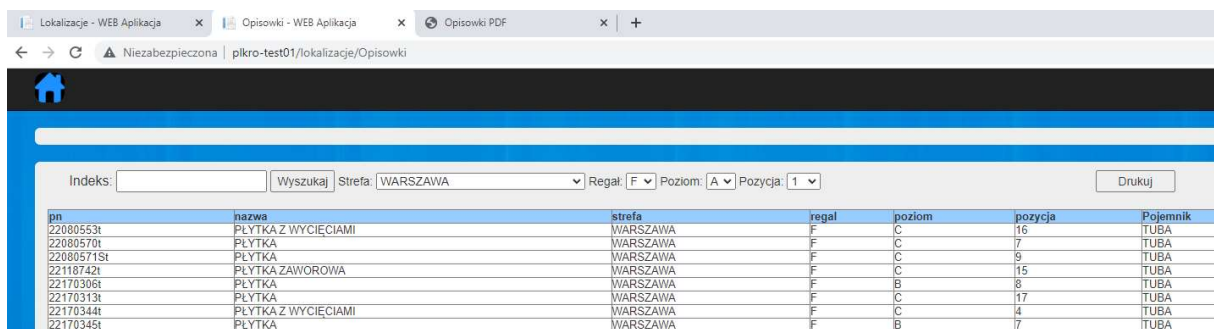 Lokalizacje - WEB Aplikacja Opisowki - WEB Aplikacja Opisowki PDF
Niezabezpieczona | plkro-test01/lokalizacje/Opisowki
Indeks: Wyszukaj Strefa: WARSZAWA Regał: F Poziom: A Pozycja: 1 Drukuj
pn nazwa strefa regal poziom pozycja Pojemnik
22080553t PŁYTKA Z WYCIĘCIAMI WARSZAWA F C 16 TUBA
22080570t PŁYTKA WARSZAWA F C 7 TUBA
22080571St PŁYTKA WARSZAWA F C 9 TUBA
22118742t PŁYTKA ZAWOROWA WARSZAWA F C 15 TUBA
22170306t PŁYTKA WARSZAWA F B 8 TUBA
22170313t PŁYTKA WARSZAWA F C 17 TUBA
22170344t PŁYTKA Z WYCIĘCIAMI WARSZAWA F C 4 TUBA
22170345t PŁYTKA WARSZAWA F B 7 TUBA